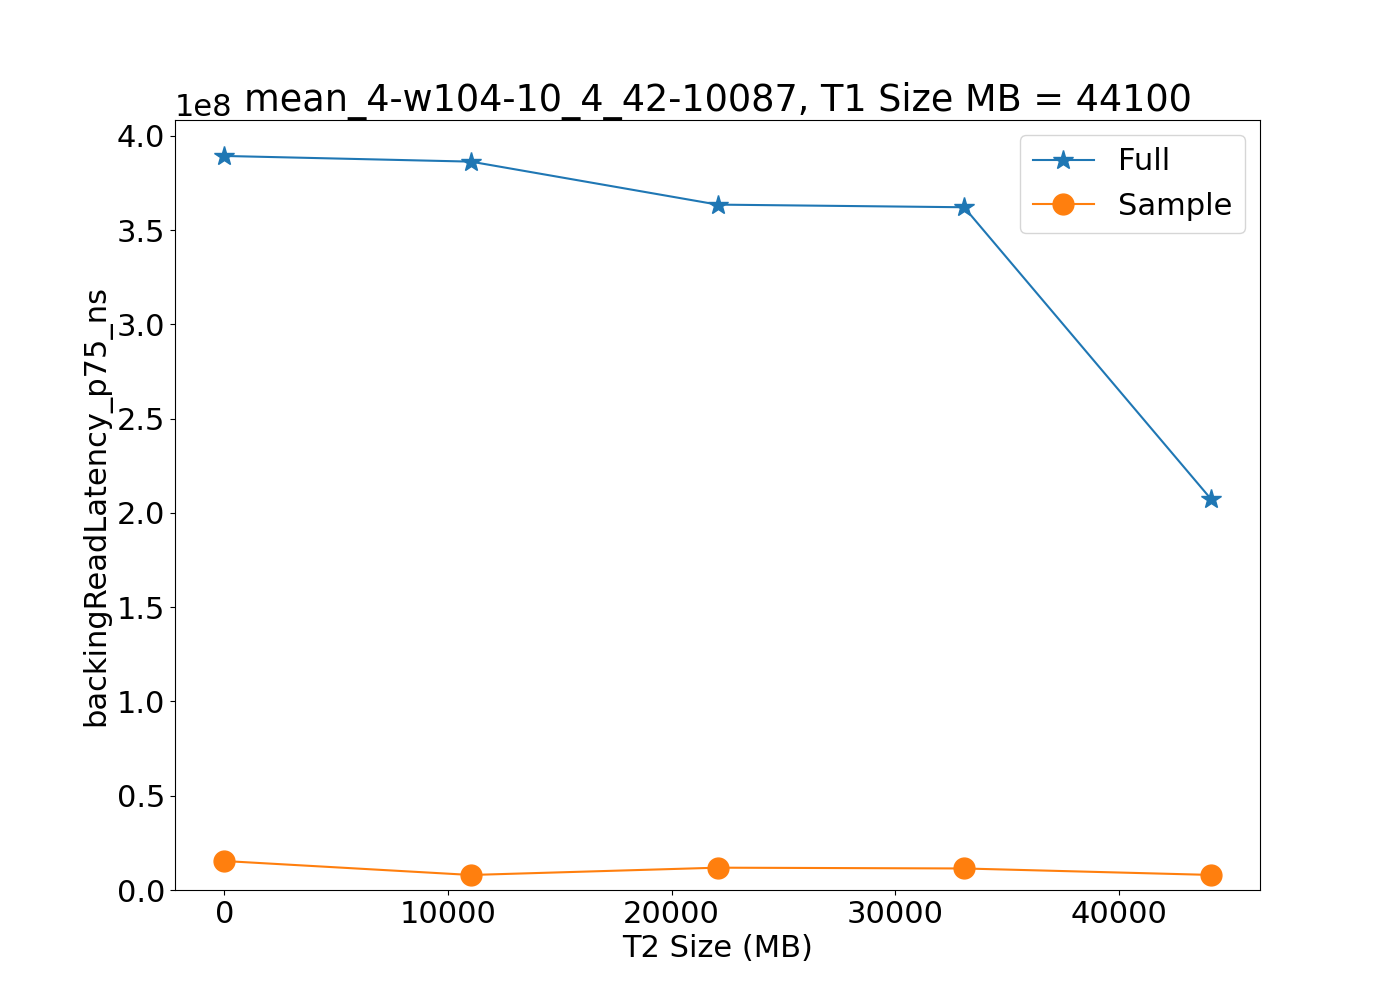 1e8
mean_4-w104-10_4_42-10087, T1 Size MB = 44100
4.0
3.5
3.0
2.5
2.0
1.5
1.0
0.5
0.0
backingReadLatency_p75_ns
Full
Sample
0
10000
20000
30000
40000
T2 Size (MB)